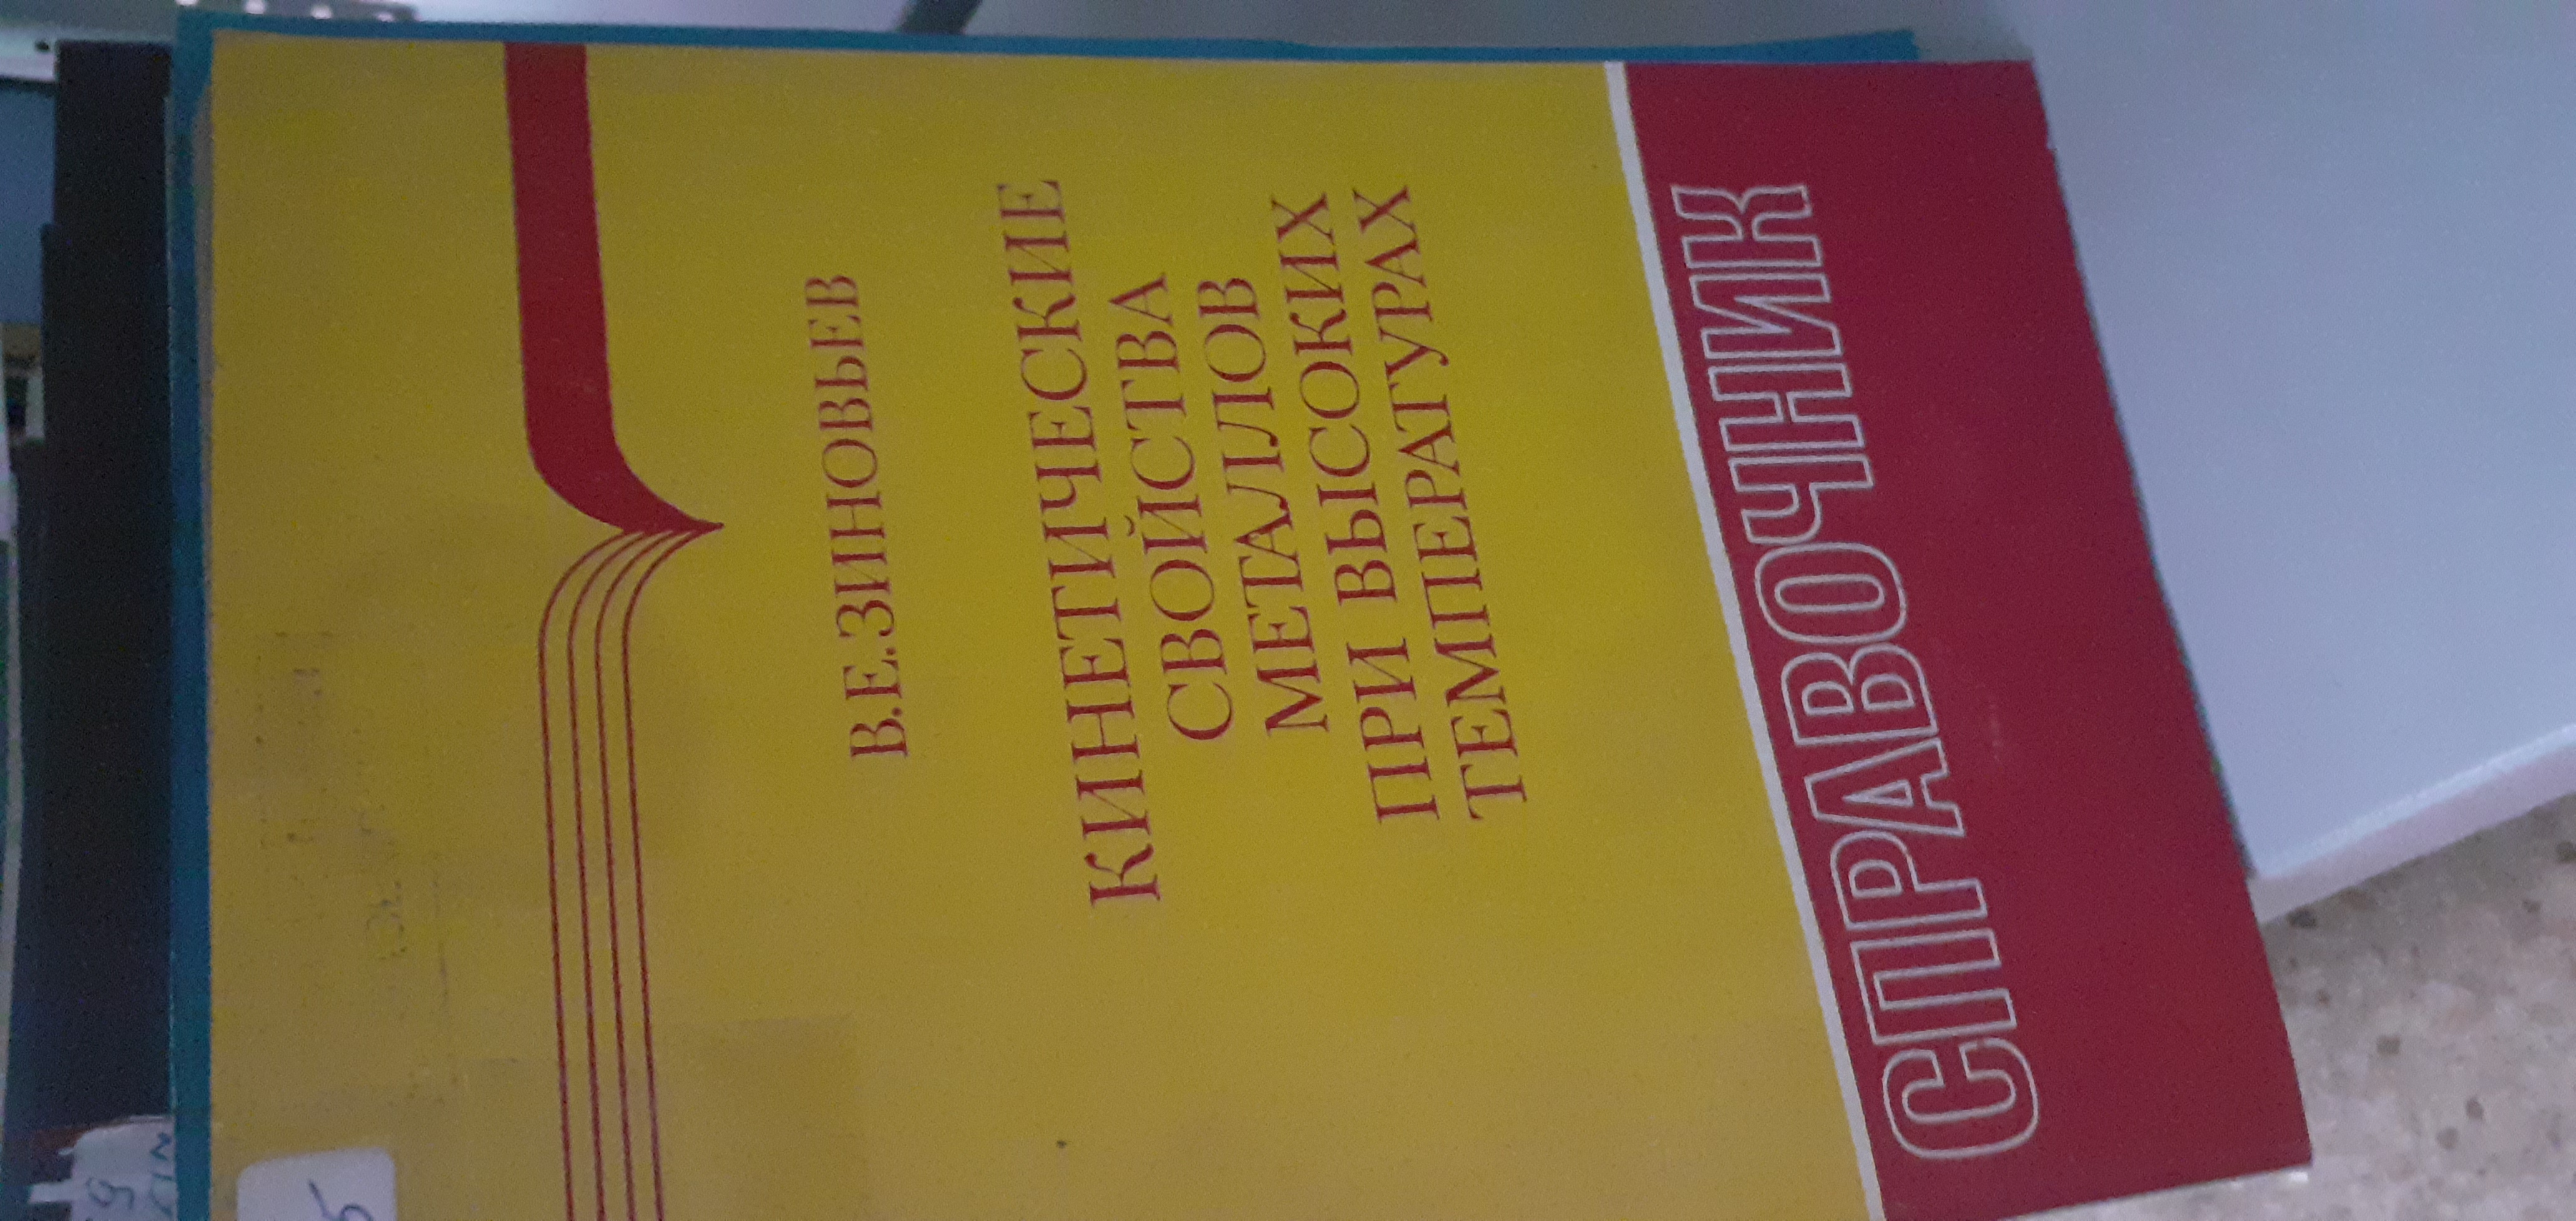 В.Е.ЗИНОВЬЕВ
КИНЕТИЧЕСКИЕ
СВОЙСТВА
МЕТАЛЛОВ
ПРИ ВЫСОКИХ
ТЕМПЕРАТУРАХ
СПРАВОЧНИК